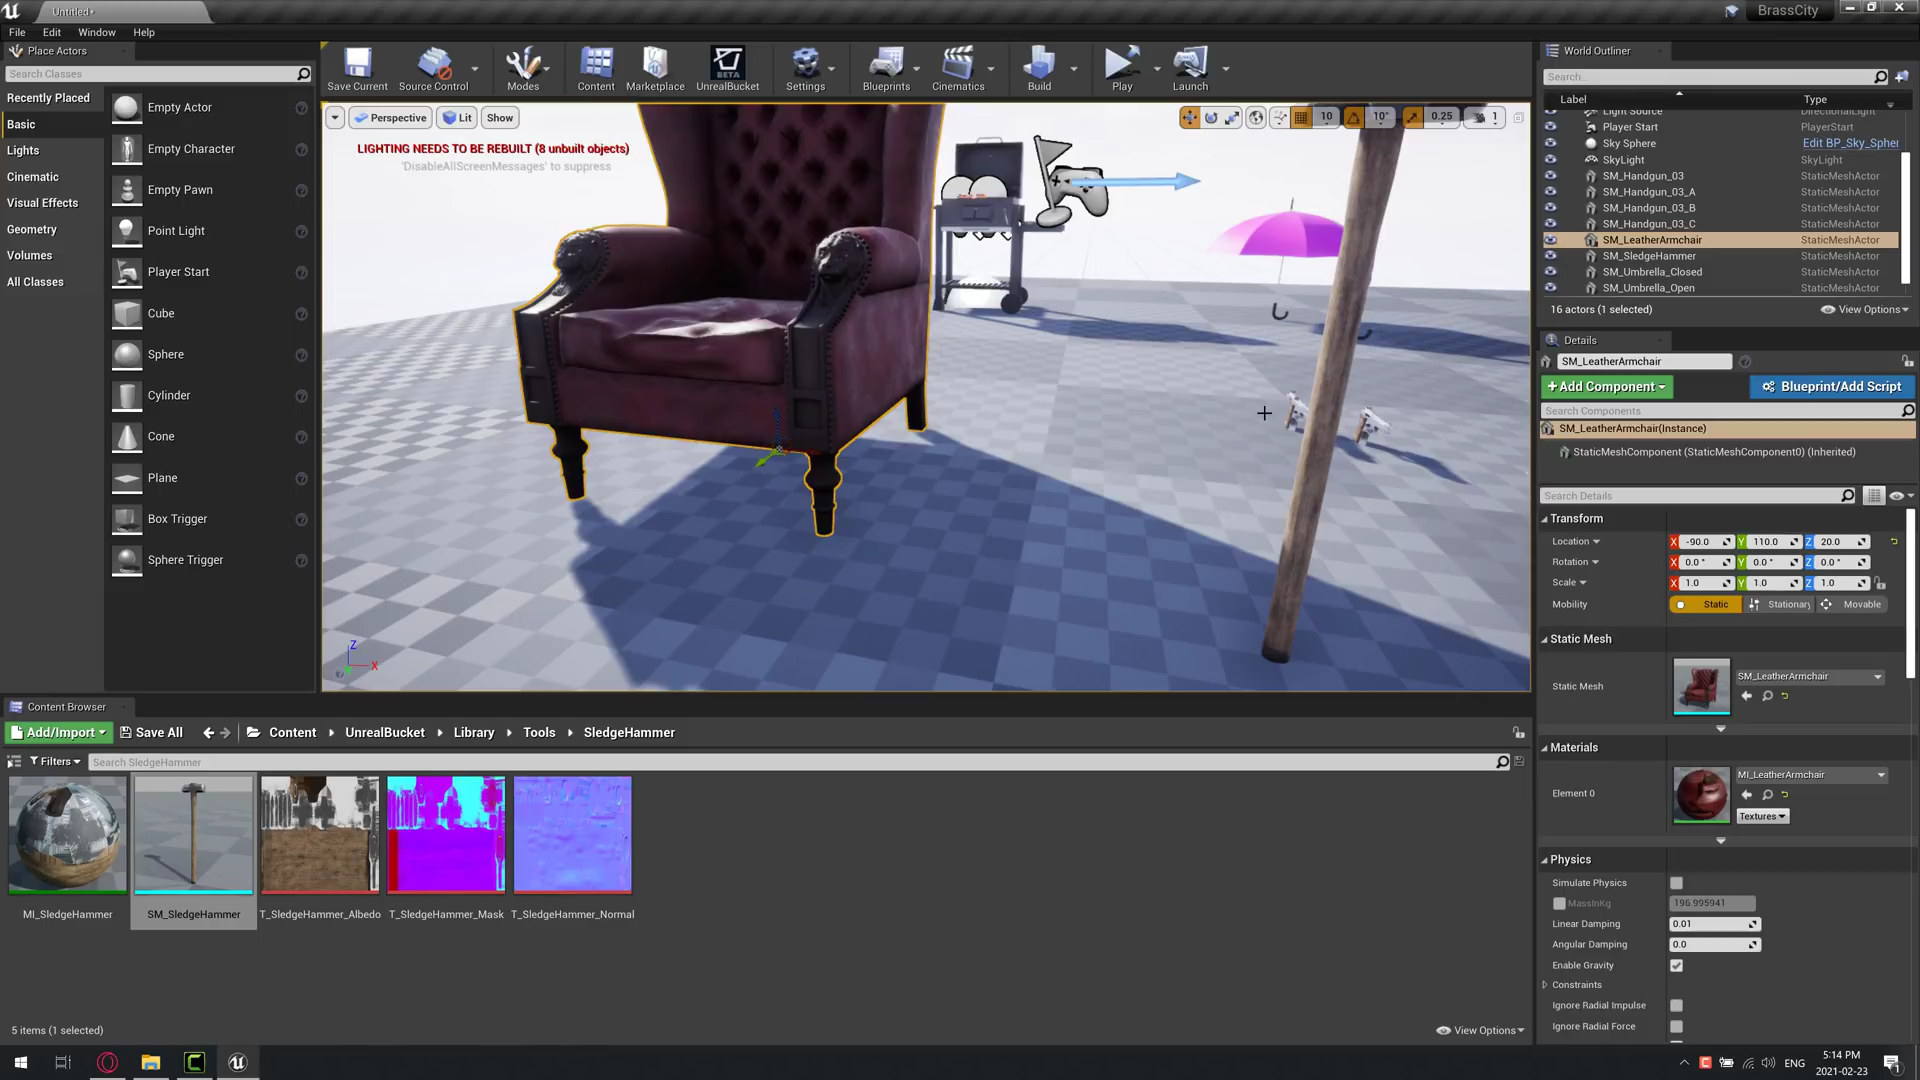 Untitled•
BrassCity
File Edit Window Help
Place Actors
Search Classes
Recently Placed
Basic
Lights
Cinematic
Visual Effects
Geometry
Volumes
All Classes
Empty Actor
Empty Character
Empty Pawn
Point Light
Player Start
Cube
Sphere
Cylinder
Cone
Plane
Box Trigger
Sphere Trigger
Save Current
Source Control
Modes
Content
Marketplace
BETA
UnrealBucket
Settings
Blueprints
Cinematics
Build
Play
Launch
Perspective
Lit
Show
10
10°
0.25
1
LIGHTING NEEDS TO BE REBUILT (8 unbuilt objects)
'DisableAllScreenMessages' to suppress
Z
X
World Outliner
Search...
Label Type
Light Source DirectionalLight
Player Start PlayerStart
Sky Sphere Edit BP_Sky_Spher
SkyLight SkyLight
SM_Handgun_03 StaticMeshActor
SM_Handgun_03_A StaticMeshActor
SM_Handgun_03_B StaticMeshActor
SM_Handgun_03_C StaticMeshActor
SM_LeatherArmchair StaticMeshActor
SM_SledgeHammer StaticMeshActor
SM_Umbrella_Closed StaticMeshActor
SM_Umbrella_Open StaticMeshActor
16 actors (1 selected)
View Options
Details
SM_LeatherArmchair
+Add Component
Blueprint/Add Script
Search Components
SM_LeatherArmchair(Instance)
StaticMeshComponent (StaticMeshComponent0) (Inherited)
Search Details
Transform
Location X -90.0 Y 110.0 Z 20.0
Rotation X 0.0 ° Y 0.0 ° Z 0.0 °
Scale X 1.0 Y 1.0 Z 1.0
Mobility Static Stationary Movable
Static Mesh
Static Mesh
SM_LeatherArmchair
Materials
Element 0
MI_LeatherArmchair
Textures
Physics
Simulate Physics
MassInKg 196.995941
Linear Damping 0.01
Angular Damping 0.0
Enable Gravity
Constraints
Ignore Radial Impulse
Ignore Radial Force
Content Browser
Add/Import
Save All
Content
UnrealBucket
Library
Tools
SledgeHammer
Filters
Search SledgeHammer
MI_SledgeHammer
SM_SledgeHammer
T_SledgeHammer_Albedo
T_SledgeHammer_Mask
T_SledgeHammer_Normal
5 items (1 selected)
View Options
ENG
5:14 PM
2021-02-23
1